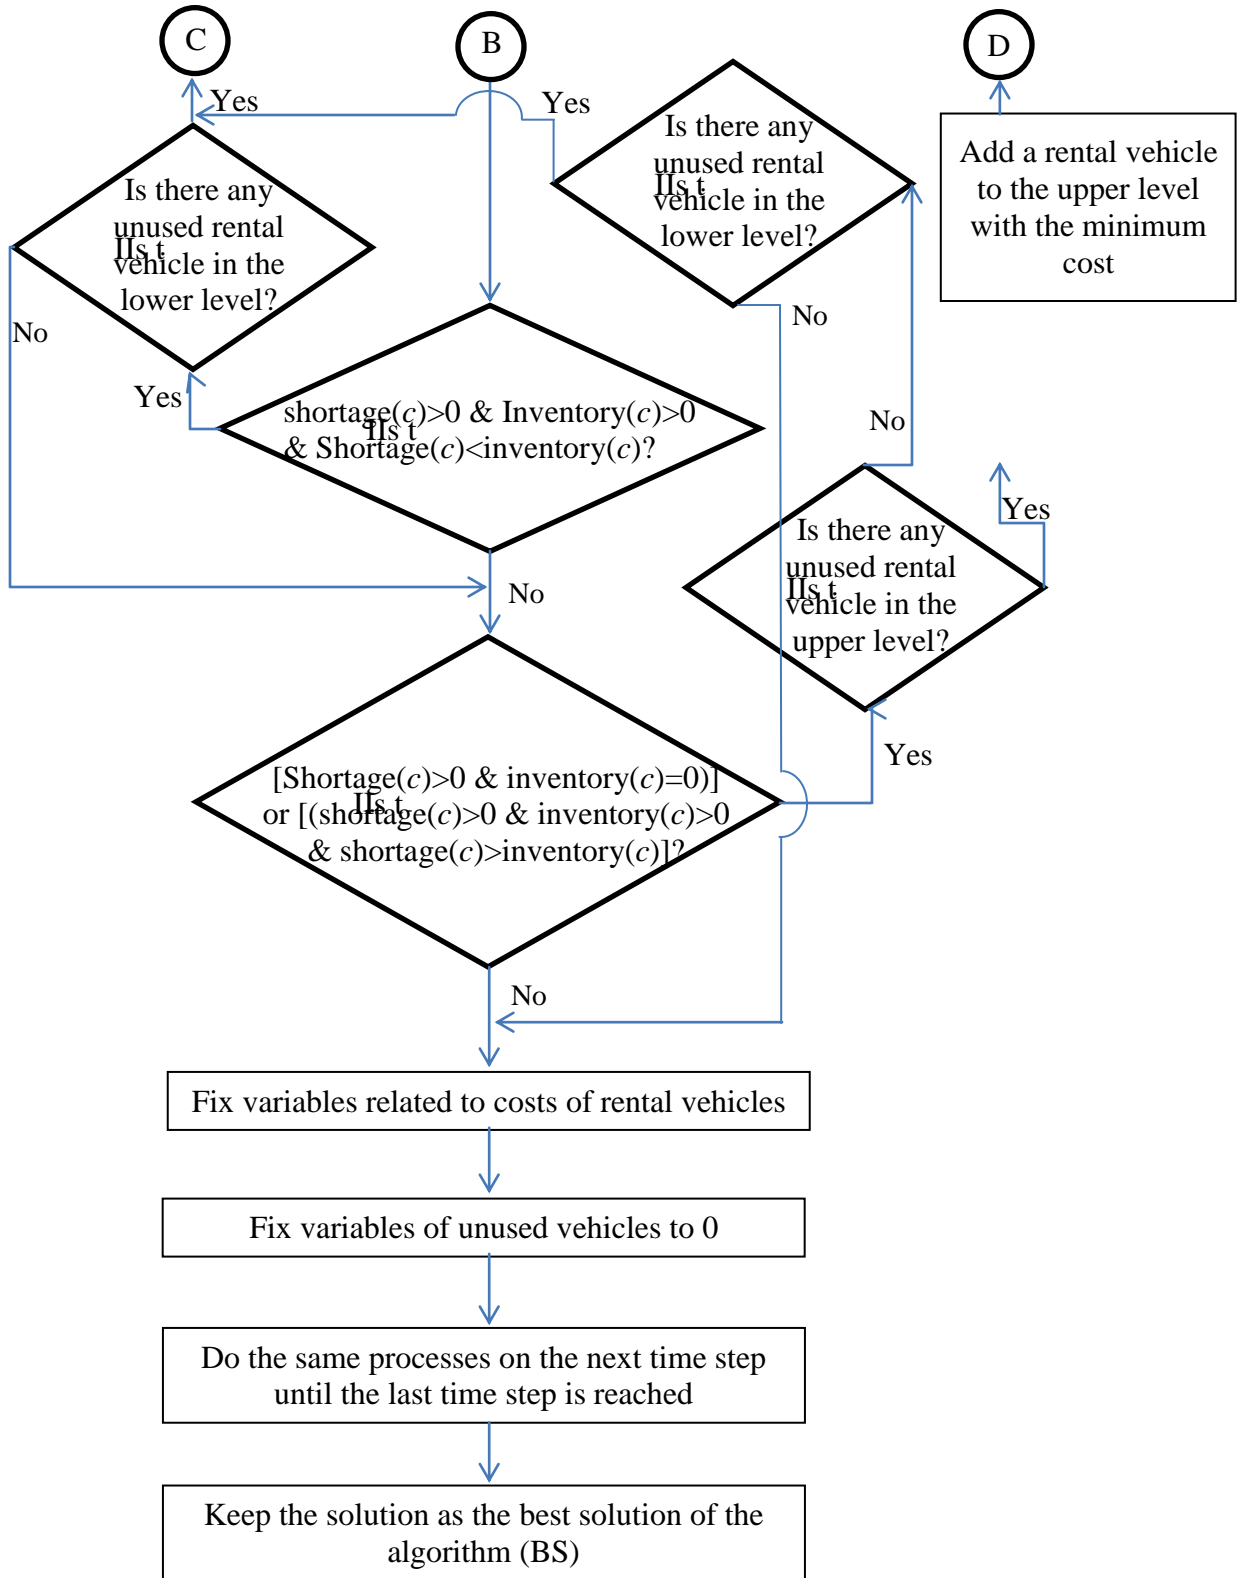 C
B
D
Yes
Yes
Is there any
unused rental
vehicle in the
lower level?
IIs t
Is there any
unused rental
vehicle in the
lower level?
IIs t
Add a rental vehicle
to the upper level
with the minimum
cost
No
No
Yes
shortage(c)>0 & Inventory(c)>0
& Shortage(c)<inventory(c)?
IIs t
No
Yes
Is there any
unused rental
vehicle in the
upper level?
IIs t
No
Yes
[Shortage(c)>0 & inventory(c)=0)]
or [(shortage(c)>0 & inventory(c)>0
& shortage(c)>inventory(c)]?
IIs t
No
Fix variables related to costs of rental vehicles
Fix variables of unused vehicles to 0
Do the same processes on the next time step
until the last time step is reached
Keep the solution as the best solution of the
algorithm (BS)